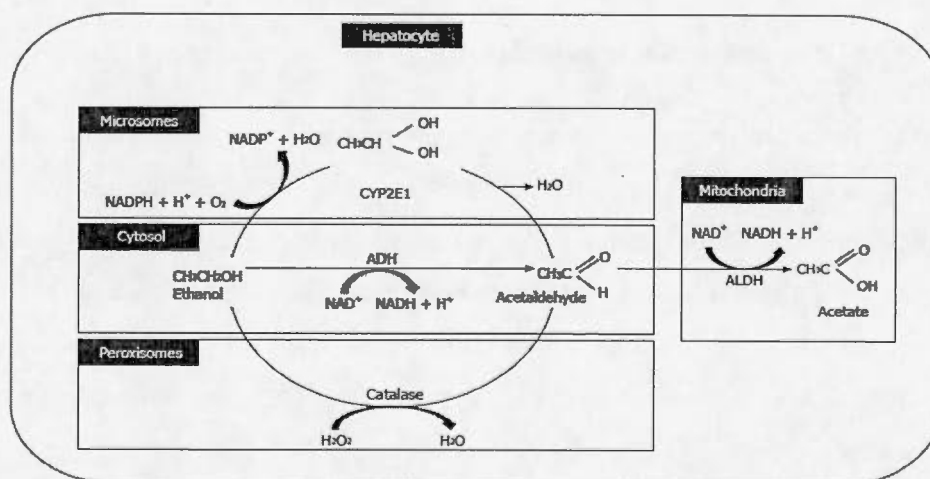 Hepatocyte
Microsomes
NADP⁺ + H₂O
CH₃CH
OH
OH
NADPH + H⁺ + O₂
CYP2E1
H₂O
Mitochondria
NAD⁺ NADH + H⁺
CH₃C
O
OH
ALDH
Acetate
Cytosol
ADH
CH₃CH₂OH
Ethanol
NAD⁺ NADH + H⁺
CH₃C
O
H
Acetaldehyde
Peroxisomes
Catalase
H₂O₂
H₂O